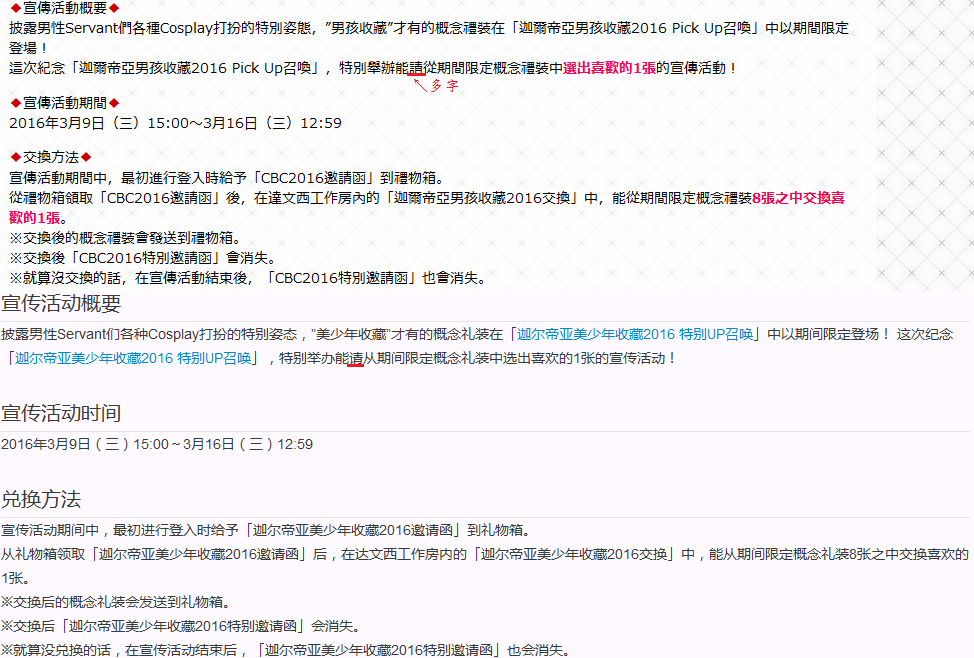 ◆宣傳活動概要◆
披露男性Servant們各種Cosplay打扮的特別姿態，”男孩收藏”才有的概念禮裝在「迦爾帝亞男孩收藏2016 Pick Up召喚」中以期間限定
登場！
這次紀念「迦爾帝亞男孩收藏2016 Pick Up召喚」，特別舉辦能請從期間限定概念禮裝中選出喜歡的1張的宣傳活動！
多字
◆宣傳活動期間◆
2016年3月9日（三）15:00～3月16日（三）12:59
◆交換方法◆
宣傳活動期間中，最初進行登入時給予「CBC2016邀請函」到禮物箱。
從禮物箱領取「CBC2016邀請函」後，在達文西工作房內的「迦爾帝亞男孩收藏2016交換」中，能從期間限定概念禮裝8張之中交換喜
歡的1張。
※交換後的概念禮裝會發送到禮物箱。
※交換後「CBC2016特別邀請函」會消失。
※就算沒交換的話，在宣傳活動結束後，「CBC2016特別邀請函」也會消失。
宣传活动概要
披露男性Servant们各种Cosplay打扮的特别姿态，”美少年收藏”才有的概念礼装在「迦尔帝亚美少年收藏2016 特别UP召唤」中以期间限定登场！ 这次纪念
「迦尔帝亚美少年收藏2016 特别UP召唤」，特别举办能请从期间限定概念礼装中选出喜欢的1张的宣传活动！
宣传活动时间
2016年3月9日（三）15:00～3月16日（三）12:59
兑换方法
宣传活动期间中，最初进行登入时给予「迦尔帝亚美少年收藏2016邀请函」到礼物箱。
从礼物箱领取「迦尔帝亚美少年收藏2016邀请函」后，在达文西工作房内的「迦尔帝亚美少年收藏2016交换」中，能从期间限定概念礼装8张之中交换喜欢的
1张。
※交换后的概念礼装会发送到礼物箱。
※交换后「迦尔帝亚美少年收藏2016特别邀请函」会消失。
※就算没兑换的话，在宣传活动结束后，「迦尔帝亚美少年收藏2016特别邀请函」也会消失。